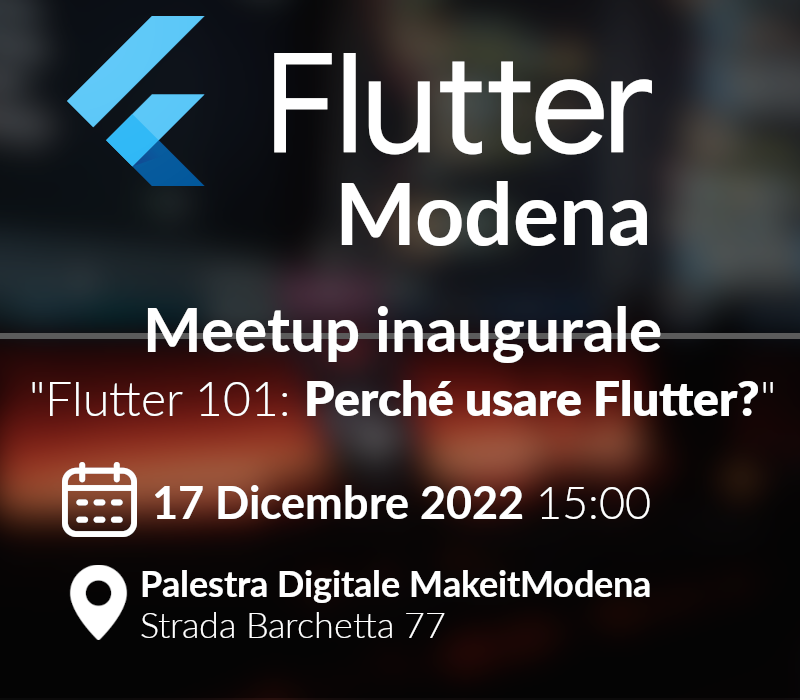 Flutter
Modena
Meetup inaugurale
"Flutter 101: Perché usare Flutter?"
17 Dicembre 2022 15:00
Palestra Digitale MakeitModena
Strada Barchetta 77